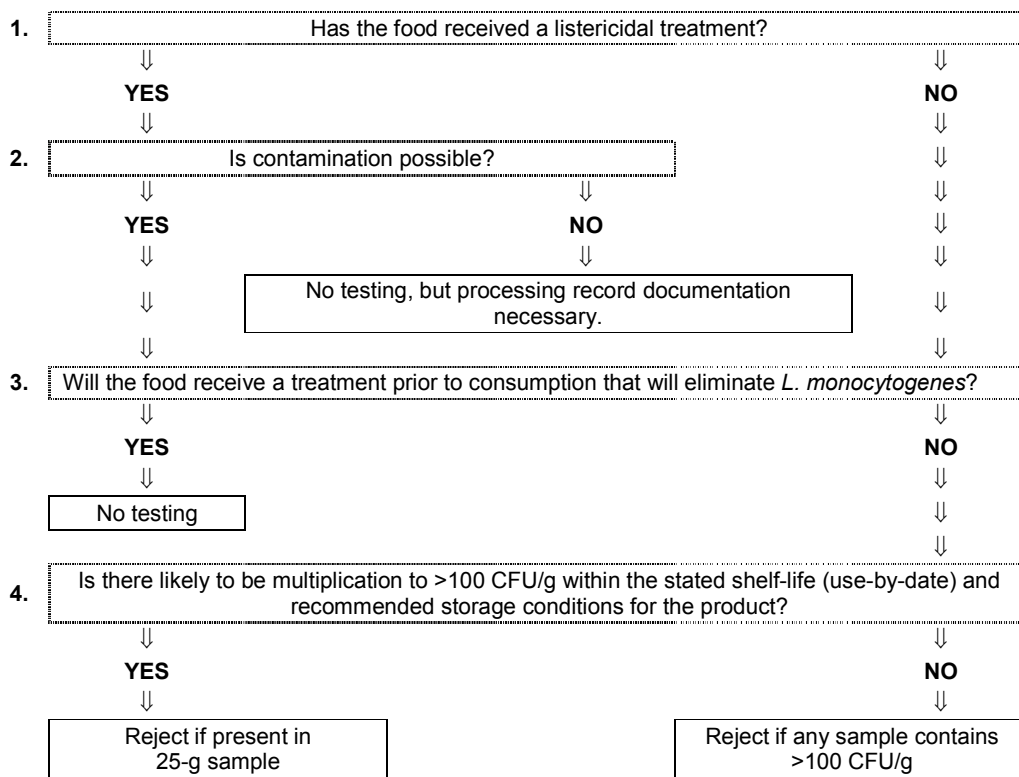 1. Has the food received a listericidal treatment?
⇓ ⇓
YES NO
⇓ ⇓
2. Is contamination possible? ⇓
⇓ ⇓ ⇓
YES NO ⇓
⇓ ⇓ ⇓
⇓ No testing, but processing record documentation ⇓
necessary.
⇓ ⇓
3. Will the food receive a treatment prior to consumption that will eliminate L. monocytogenes?
⇓ ⇓
YES NO
⇓ ⇓
No testing ⇓
⇓
4. Is there likely to be multiplication to >100 CFU/g within the stated shelf-life (use-by-date) and
recommended storage conditions for the product?
⇓ ⇓
YES NO
⇓ ⇓
Reject if present in Reject if any sample contains
25-g sample >100 CFU/g